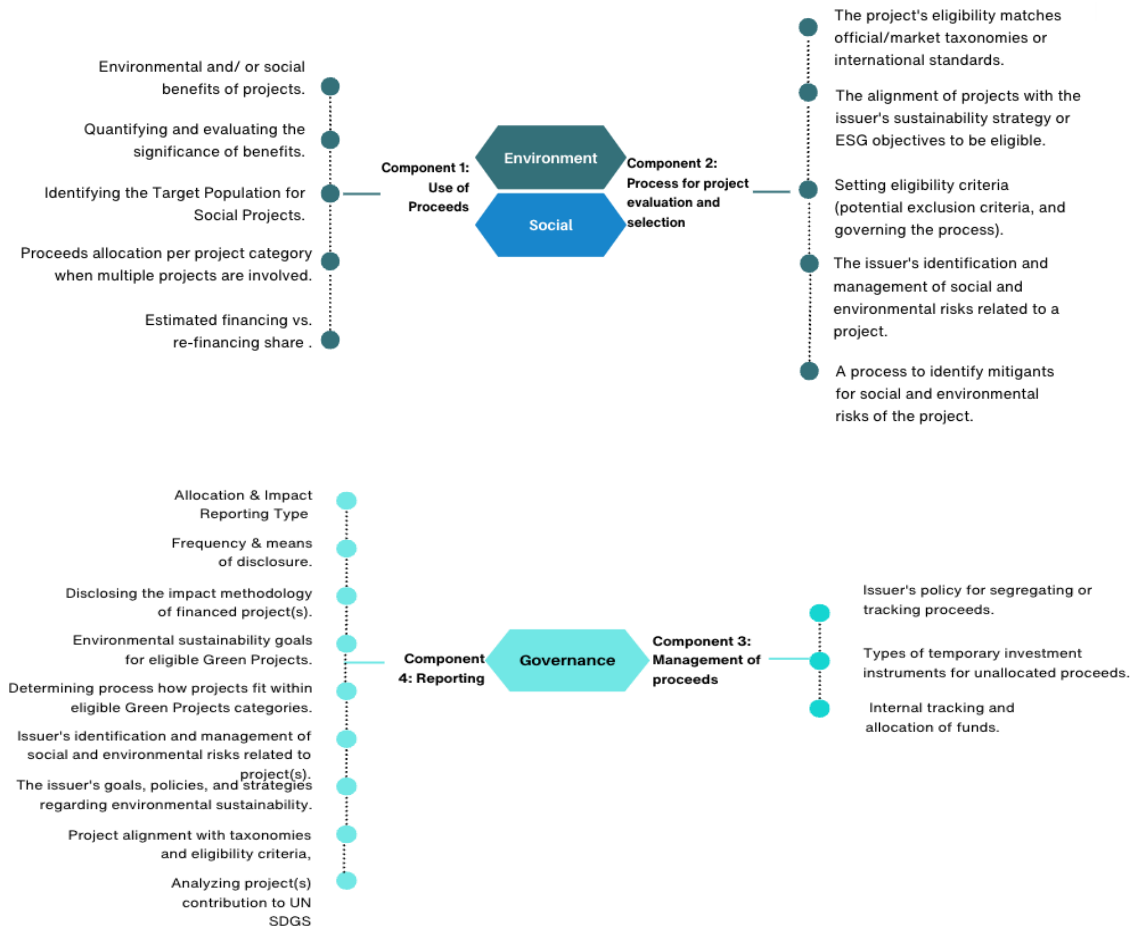 Environmental and/ or social
benefits of projects.
Quantifying and evaluating the
significance of benefits.
Identifying the Target Population for
Social Projects.
Proceeds allocation per project category
when multiple projects are involved.
Estimated financing vs.
re-financing share .
Component 1:
Use of
Proceeds
Environment
Social
Component 2:
Process for project
evaluation and
selection
The project's eligibility matches
official/market taxonomies or
international standards.
The alignment of projects with the
issuer's sustainability strategy or
ESG objectives to be eligible.
Setting eligibility criteria
(potential exclusion criteria, and
governing the process).
The issuer's identification and
management of social and
environmental risks related to a
project.
A process to identify mitigants
for social and environmental
risks of the project.
Allocation & Impact
Reporting Type
Frequency & means
of disclosure.
Disclosing the impact methodology
of financed project(s).
Environmental sustainability goals
for eligible Green Projects.
Determining process how projects fit within
eligible Green Projects categories.
Issuer's identification and management of
social and environmental risks related to
project(s).
The issuer's goals, policies, and strategies
regarding environmental sustainability.
Project alignment with taxonomies
and eligibility criteria,
Analyzing project(s)
contribution to UN
SDGS
Component
4: Reporting
Governance
Component 3:
Management of
proceeds
Issuer's policy for segregating or
tracking proceeds.
Types of temporary investment
instruments for unallocated proceeds.
Internal tracking and
allocation of funds.